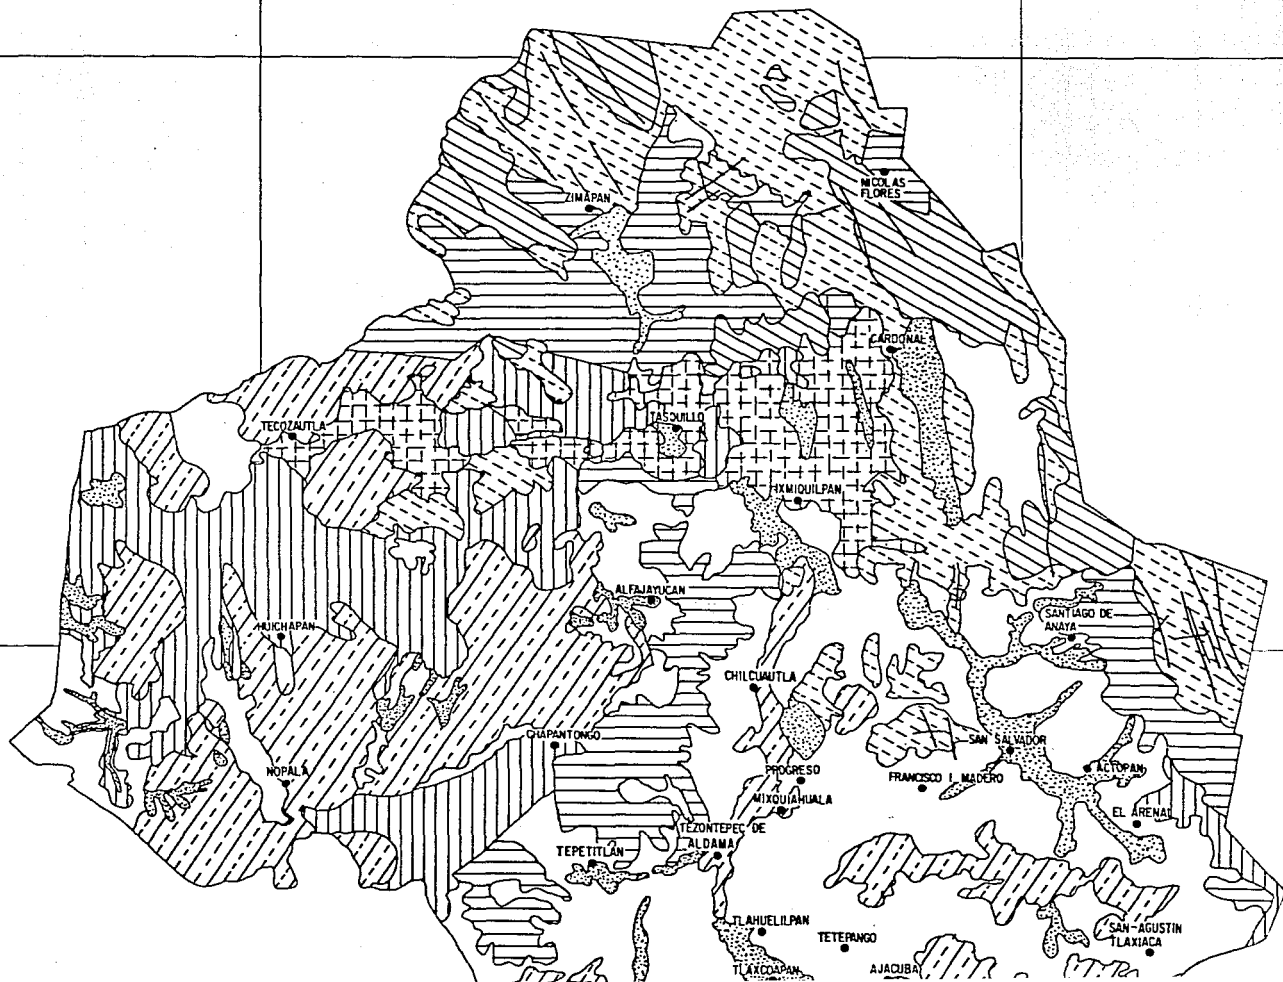 NICOLAS
FLORES
ZIMAPAN
CARDONAL
TASQUILLO
TECOZAUTLA
IXMIQUILPAN
ALFAJAYUCAN
SANTIAGO DE
ANAYA
HUICHAPAN
CHILCUAUTLA
CHAPANTONGO
SAN SALVADOR
NOPALA
PROGRESO
FRANCISCO I. MADERO
ACTOPAN
MIXQUIAHUALA
EL ARENAL
TEZONTEPEC DE
ALDAMA
TEPETITLÁN
TLAHUELILPAN
TETEPANGO
SAN-AGUSTIN
TLAXIACA
TLAXCOAPAN
AJACUBA